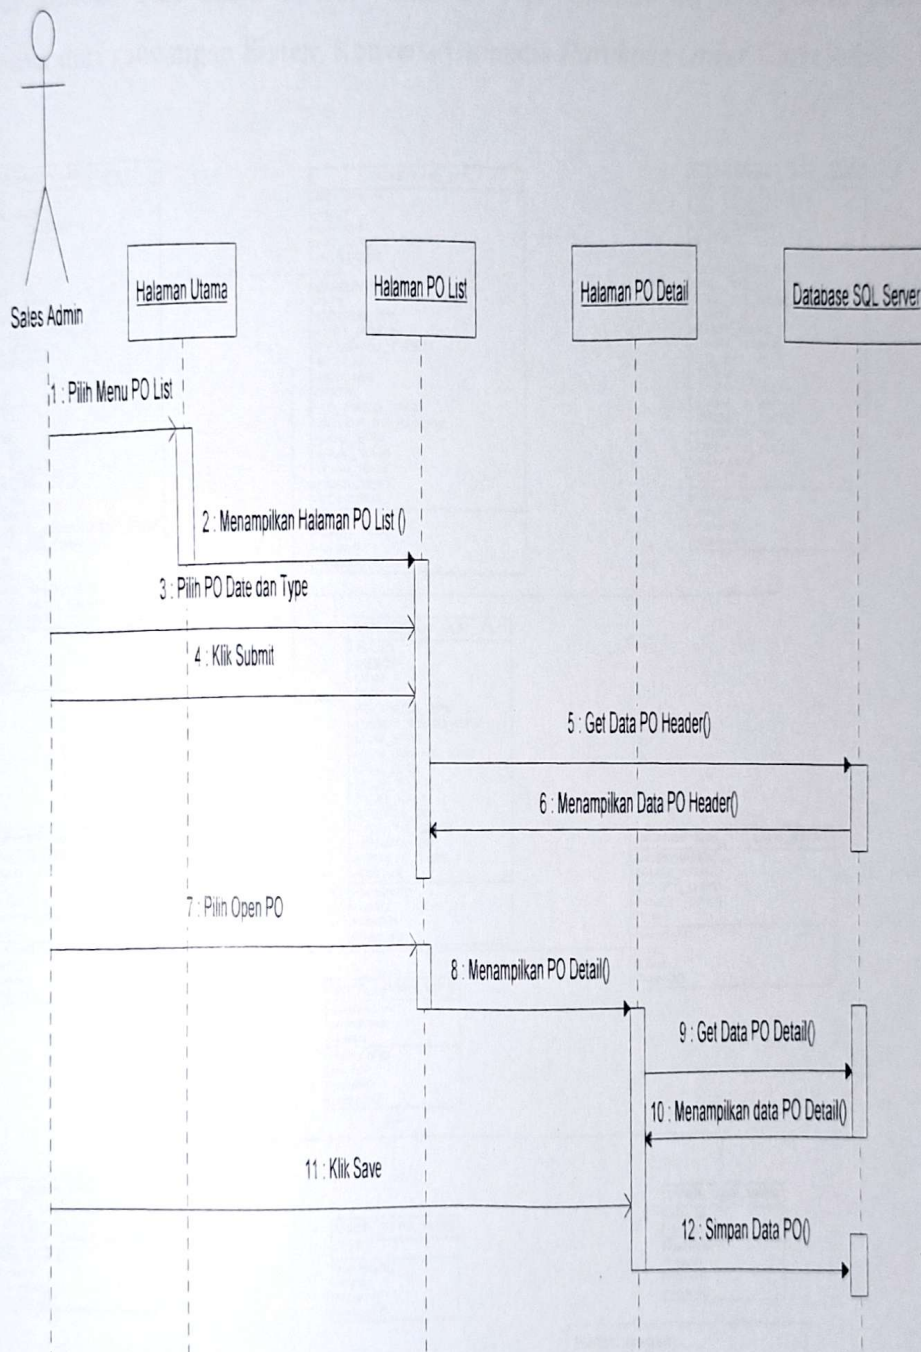 Halaman Utama
Halaman PO List
Halaman PO Detail
Database SQL Server
Sales Admin
1 : Pilih Menu PO List
2 : Menampilkan Halaman PO List ()
3 : Pilih PO Date dan Type
4 : Klik Submit
5 : Get Data PO Header()
6 : Menampilkan Data PO Header()
7 : Pilih Open PO
8 : Menampilkan PO Detail()
9 : Get Data PO Detail()
10 : Menampilkan data PO Detail()
11 : Klik Save
12 : Simpan Data PO()